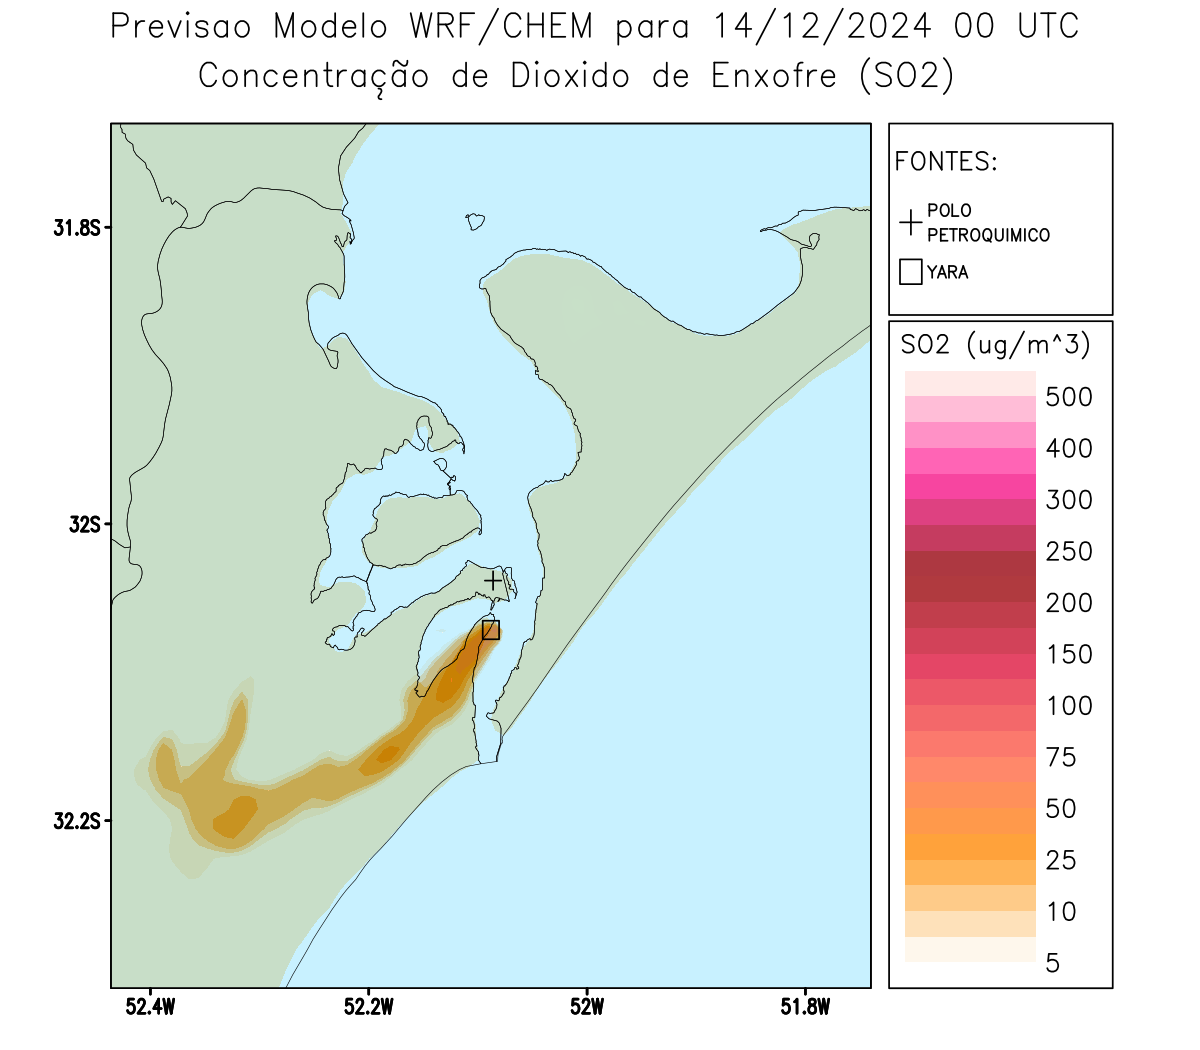 Previsao Modelo WRF/CHEM para 14/12/2024 00 UTC
Concentração de Dioxido de Enxofre (SO2)
FONTES:
POLO
PETROQUIMICO
YARA
31.8S
32S
32.2S
52.4W
52.2W
52W
51.8W
SO2 (ug/m^3)
500
400
300
250
200
150
100
75
50
25
10
5